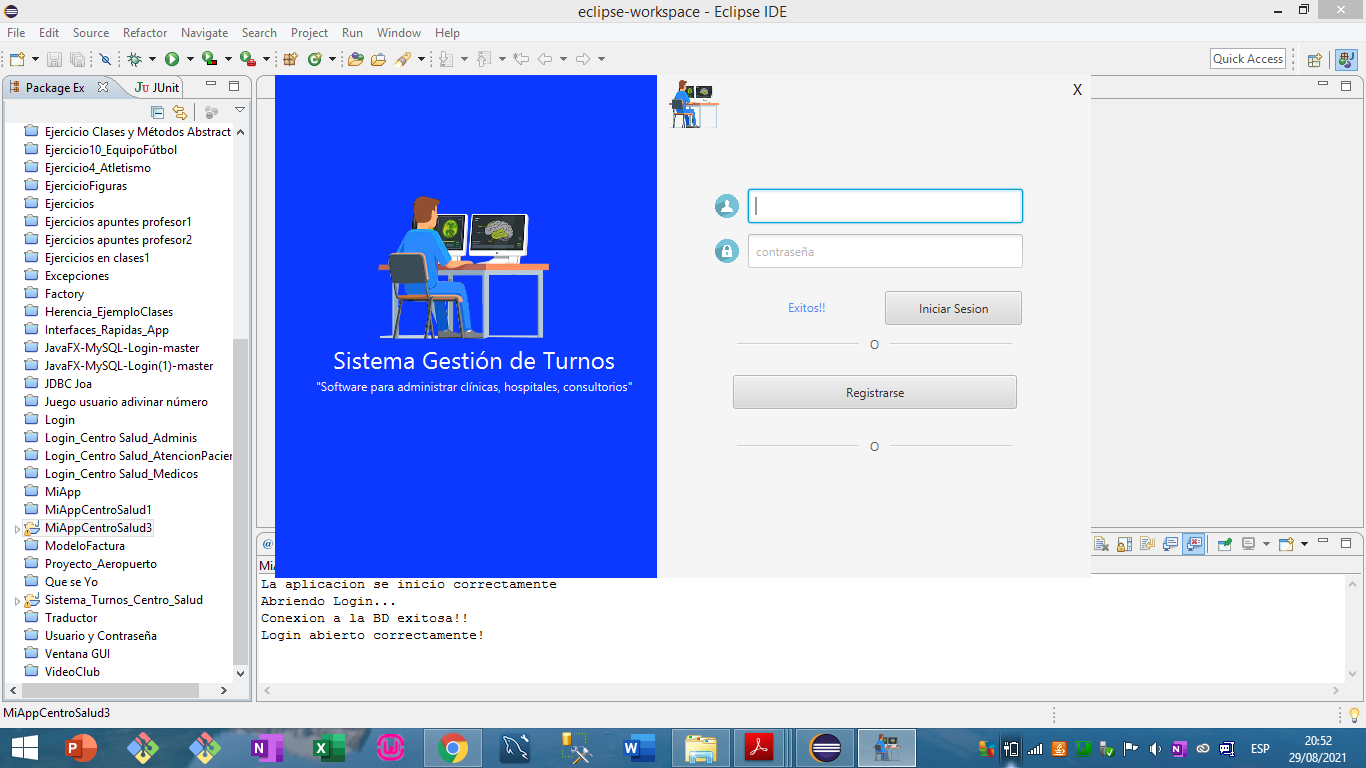 eclipse-workspace - Eclipse IDE
File Edit Source Refactor Navigate Search Project Run Window Help
Quick Access
Package Ex
JUnit
Ejercicio Clases y Métodos Abstract
Ejercicio10_EquipoFútbol
Ejercicio4_Atletismo
EjercicioFiguras
Ejercicios
Ejercicios apuntes profesor1
Ejercicios apuntes profesor2
Ejercicios en clases1
Excepciones
Factory
Herencia_EjemploClases
Interfaces_Rapidas_App
JavaFX-MySQL-Login-master
JavaFX-MySQL-Login(1)-master
JDBC Joa
Juego usuario adivinar número
Login
Login_Centro Salud_Adminis
Login_Centro Salud_AtencionPacier
Login_Centro Salud_Medicos
MiApp
MiAppCentroSalud1
MiAppCentroSalud3
ModeloFactura
Proyecto_Aeropuerto
Que se Yo
Sistema_Turnos_Centro_Salud
Traductor
Usuario y Contraseña
Ventana GUI
VideoClub
Sistema Gestión de Turnos
"Software para administrar clínicas, hospitales, consultorios"
X
contraseña
Exitos!!
Iniciar Sesion
O
Registrarse
O
@
La aplicacion se inicio correctamente
Abriendo Login...
Conexion a la BD exitosa!!
Login abierto correctamente!
MiAppCentroSalud3
ESP
20:52
29/08/2021